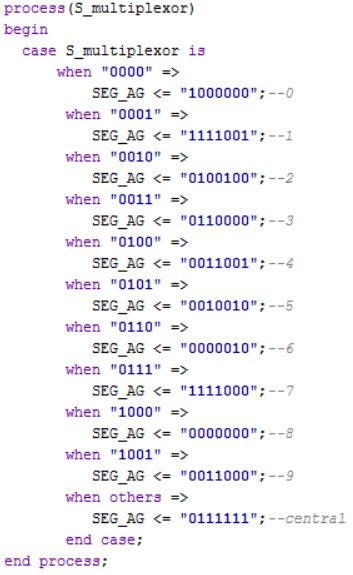 process(S_multiplexor)
begin
  case S_multiplexor is
      when "0000" =>
          SEG_AG <= "1000000";--0
       when "0001" =>
          SEG_AG <= "1111001";--1
       when "0010" =>
          SEG_AG <= "0100100";--2
       when "0011" =>
          SEG_AG <= "0110000";--3
       when "0100" =>
          SEG_AG <= "0011001";--4
       when "0101" =>
          SEG_AG <= "0010010";--5
       when "0110" =>
          SEG_AG <= "0000010";--6
       when "0111" =>
          SEG_AG <= "1111000";--7
       when "1000" =>
          SEG_AG <= "0000000";--8
       when "1001" =>
          SEG_AG <= "0011000";--9
       when others =>
          SEG_AG <= "0111111";--central
       end case;
end process;